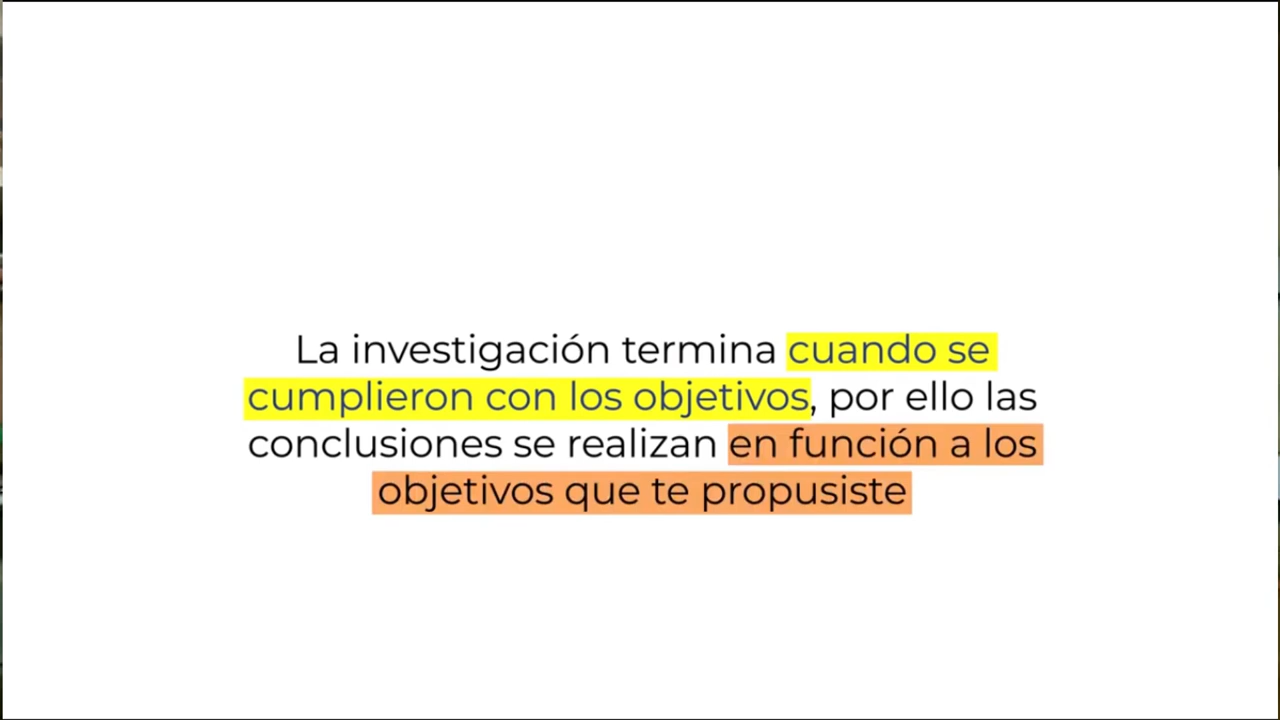 La investigación termina cuando se
cumplieron con los objetivos, por ello las
conclusiones se realizan en función a los
objetivos que te propusiste